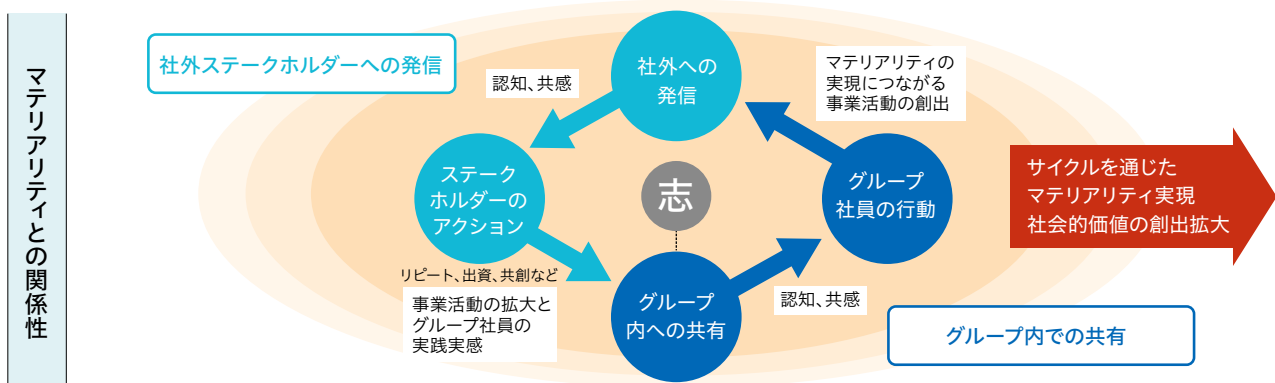 マテリアリティとの関係性
社外ステークホルダーへの発信
認知、共感
社外への
発信
マテリアリティの
実現につながる
事業活動の創出
ステーク
ホルダーの
アクション
志
グループ
社員の行動
サイクルを通じた
マテリアリティ実現
社会的価値の創出拡大
リピート、出資、共創など
事業活動の拡大と
グループ社員の
実践実感
グループ
内への共有
認知、共感
グループ内での共有